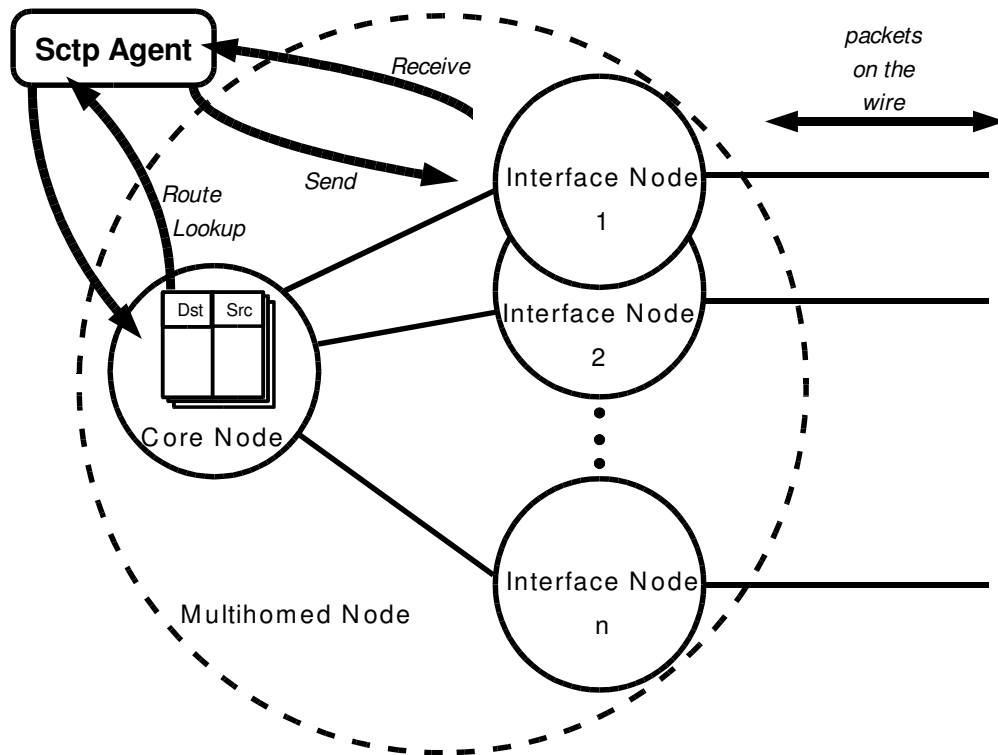 Sctp Agent
Receive
packets
on the
wire
Send
Route
Lookup
Interface Node
1
Dst Src
Interface Node
2
Core Node
Interface Node
n
Multihomed Node